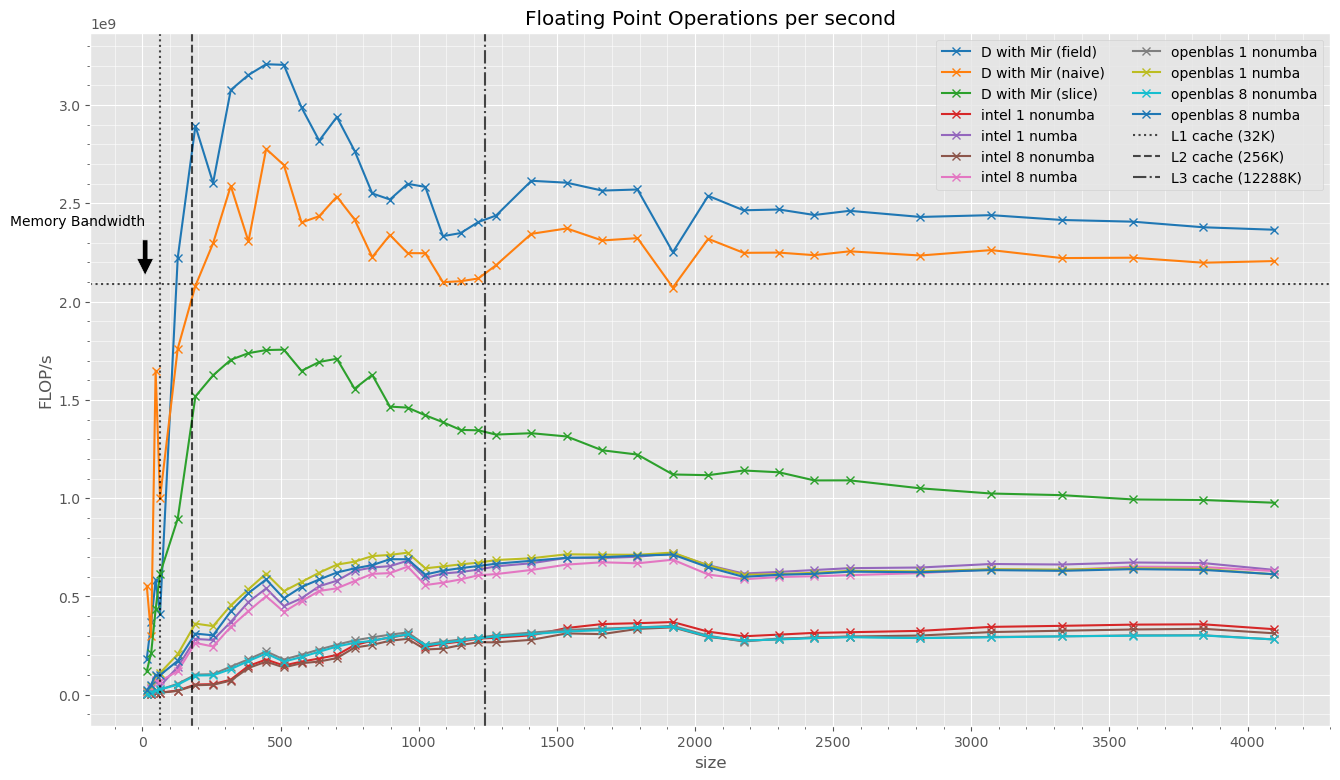 Floating Point Operations per second
1e9
D with Mir (field)
D with Mir (naive)
D with Mir (slice)
intel 1 nonumba
intel 1 numba
intel 8 nonumba
intel 8 numba
openblas 1 nonumba
openblas 1 numba
openblas 8 nonumba
openblas 8 numba
L1 cache (32K)
L2 cache (256K)
L3 cache (12288K)
Memory Bandwidth
FLOP/s
3.0
2.5
2.0
1.5
1.0
0.5
0.0
0
500
1000
1500
2000
2500
3000
3500
4000
size